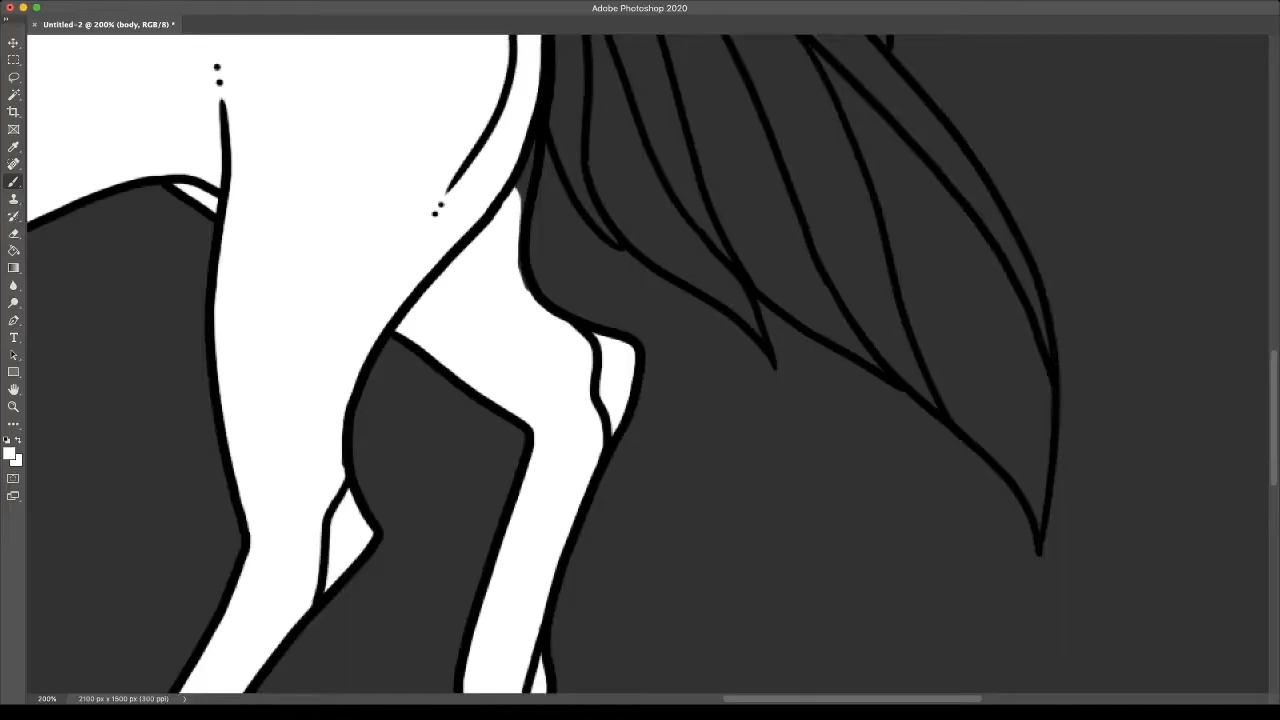 Adobe Photoshop 2020
Untitled-2 @ 200% (body, RGB/8) *
200%
2100 px x 1500 px (300 ppi)